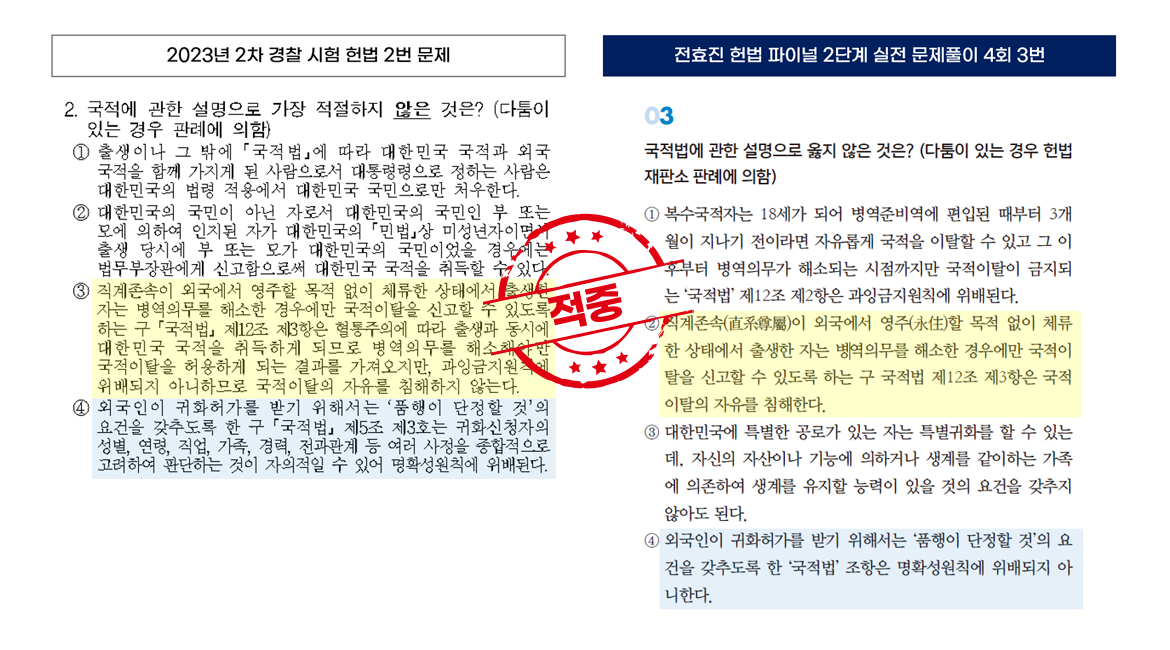 2023년 2차 경찰 시험 헌법 2번 문제
2. 국적에 관한 설명으로 가장 적절하지 않은 것은? (다툼이
있는 경우 판례에 의함)
① 출생이나 그 밖에 「국적법」에 따라 대한민국 국적과 외국
국적을 함께 가지게 된 사람으로서 대통령령으로 정하는 사람은
대한민국의 법령 적용에서 대한민국 국민으로만 처우한다.
② 대한민국의 국민이 아닌 자로서 대한민국의 국민인 부 또는
모에 의하여 인지된 자가 대한민국의 「민법」상 미성년자이면서
출생 당시에 부 또는 모가 대한민국의 국민이었을 경우에는
법무부장관에게 신고함으로써 대한민국 국적을 취득할 수 있다.
③ 직계존속이 외국에서 영주할 목적 없이 체류한 상태에서 출생한
자는 병역의무를 해소한 경우에만 국적이탈을 신고할 수 있도록
하는 구 「국적법」 제12조 제3항은 혈통주의에 따라 출생과 동시에
대한민국 국적을 취득하게 되므로 병역의무를 해소해야만
국적이탈을 허용하게 되는 결과를 가져오지만, 과잉금지원칙에
위배되지 아니하므로 국적이탈의 자유를 침해하지 않는다.
④ 외국인이 귀화허가를 받기 위해서는 ‘품행이 단정할 것’의
요건을 갖추도록 한 구 「국적법」 제5조 제3호는 귀화신청자의
성별, 연령, 직업, 가족, 경력, 전과관계 등 여러 사정을 종합적으로
고려하여 판단하는 것이 자의적일 수 있어 명확성원칙에 위배된다.
적중
전효진 헌법 파이널 2단계 실전 문제풀이 4회 3번
03
국적법에 관한 설명으로 옳지 않은 것은? (다툼이 있는 경우 헌법
재판소 판례에 의함)
① 복수국적자는 18세가 되어 병역준비역에 편입된 때부터 3개
월이 지나기 전이라면 자유롭게 국적을 이탈할 수 있고 그 이
후부터 병역의무가 해소되는 시점까지만 국적이탈이 금지되
는 ‘국적법’ 제12조 제2항은 과잉금지원칙에 위배된다.
② 직계존속(直系尊屬)이 외국에서 영주(永住)할 목적 없이 체류
한 상태에서 출생한 자는 병역의무를 해소한 경우에만 국적이
탈을 신고할 수 있도록 하는 구 국적법 제12조 제3항은 국적
이탈의 자유를 침해한다.
③ 대한민국에 특별한 공로가 있는 자는 특별귀화를 할 수 있는
데, 자신의 자산이나 기능에 의하거나 생계를 같이하는 가족
에 의존하여 생계를 유지할 능력이 있을 것의 요건을 갖추지
않아도 된다.
④ 외국인이 귀화허가를 받기 위해서는 ‘품행이 단정할 것’의 요
건을 갖추도록 한 ‘국적법’ 조항은 명확성원칙에 위배되지 아
니한다.